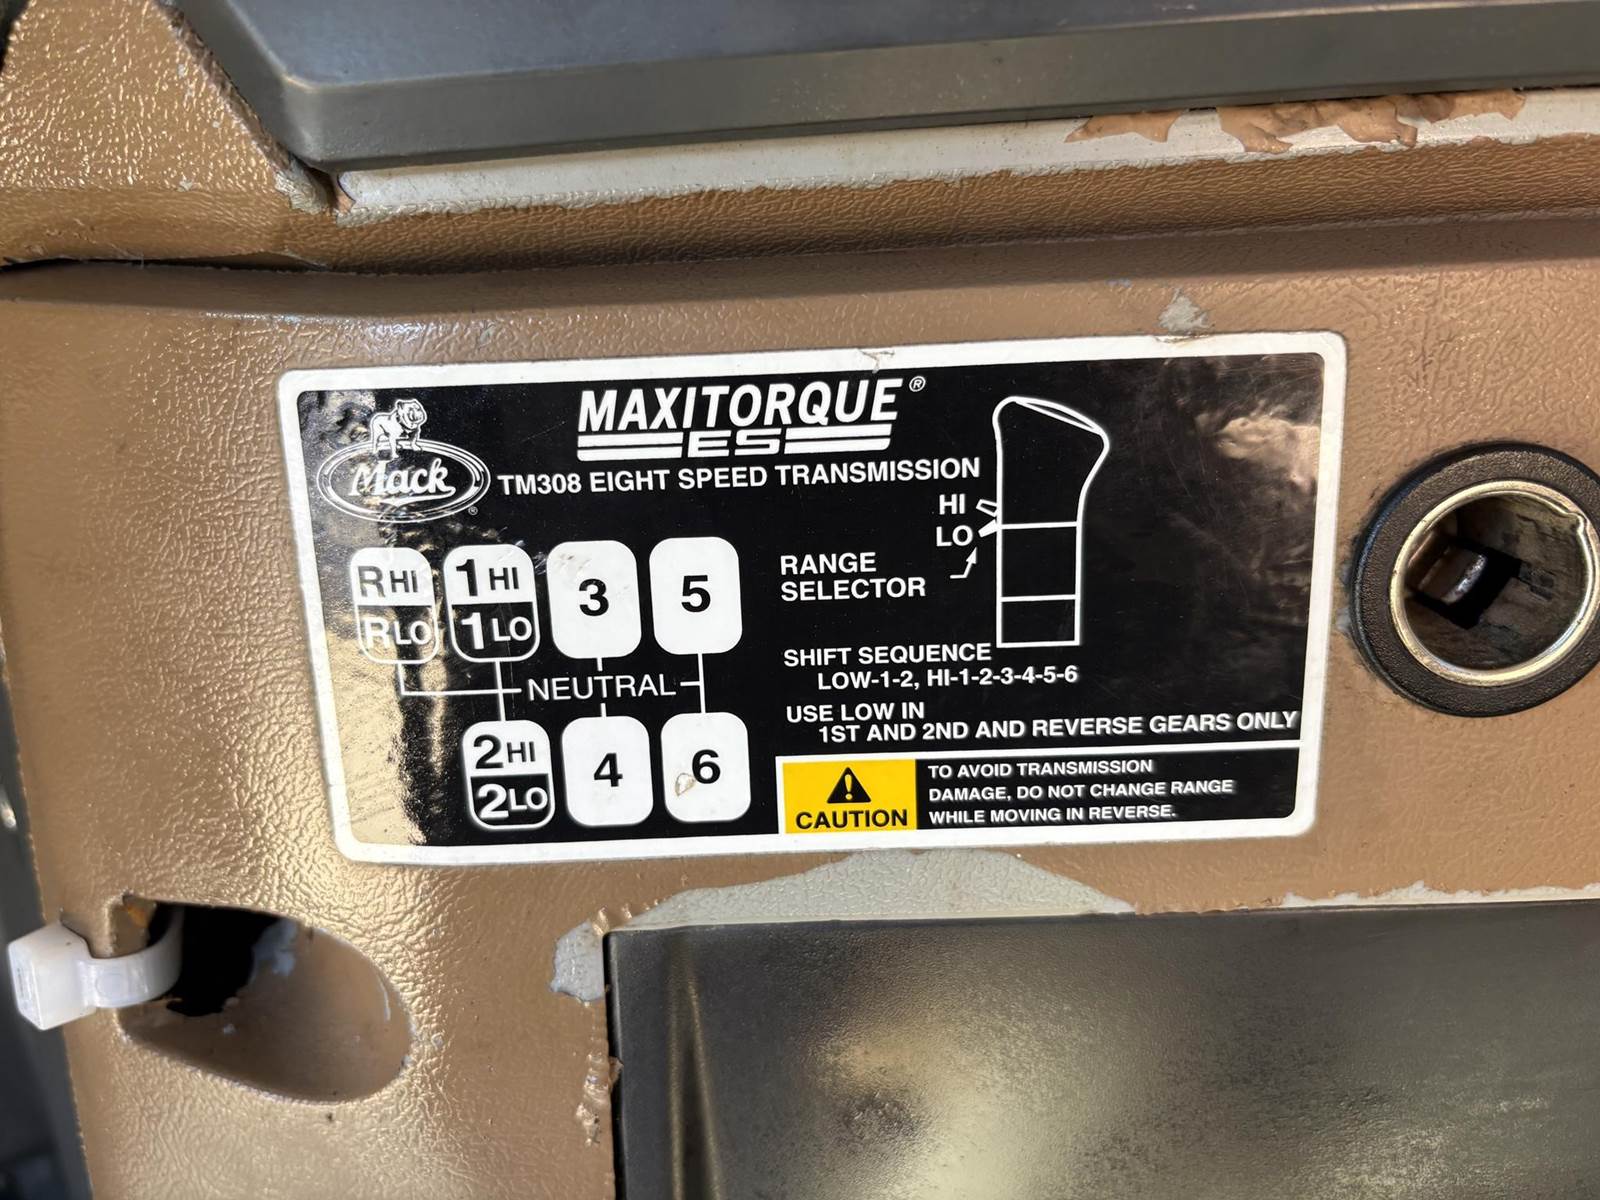 MAXITORQUE®
ES
Mack®
TM308 EIGHT SPEED TRANSMISSION
HI
LO
RANGE
SELECTOR
RHI 1HI 3 5
RLO 1LO
NEUTRAL
2HI 4 6
2LO
SHIFT SEQUENCE
LOW-1-2, HI-1-2-3-4-5-6
USE LOW IN
1ST AND 2ND AND REVERSE GEARS ONLY
CAUTION
TO AVOID TRANSMISSION
DAMAGE, DO NOT CHANGE RANGE
WHILE MOVING IN REVERSE.